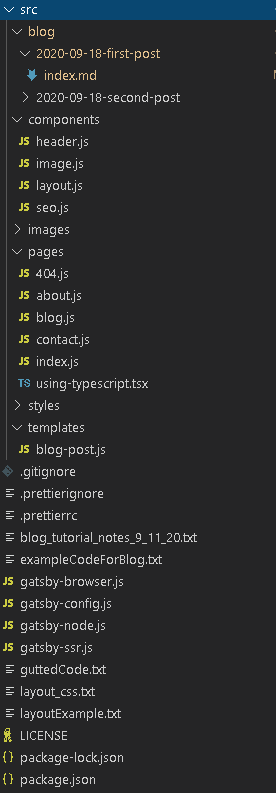 src
blog
2020-09-18-first-post
index.md
2020-09-18-second-post
components
JS header.js
JS image.js
JS layout.js
JS seo.js
images
pages
JS 404.js
JS about.js
JS blog.js
JS contact.js
JS index.js
TS using-typescript.tsx
styles
templates
JS blog-post.js
.gitignore
.prettierignore
.prettierrc
blog_tutorial_notes_9_11_20.txt
exampleCodeForBlog.txt
JS gatsby-browser.js
JS gatsby-config.js
JS gatsby-node.js
JS gatsby-ssr.js
guttedCode.txt
layout_css.txt
layoutExample.txt
LICENSE
{} package-lock.json
{} package.json